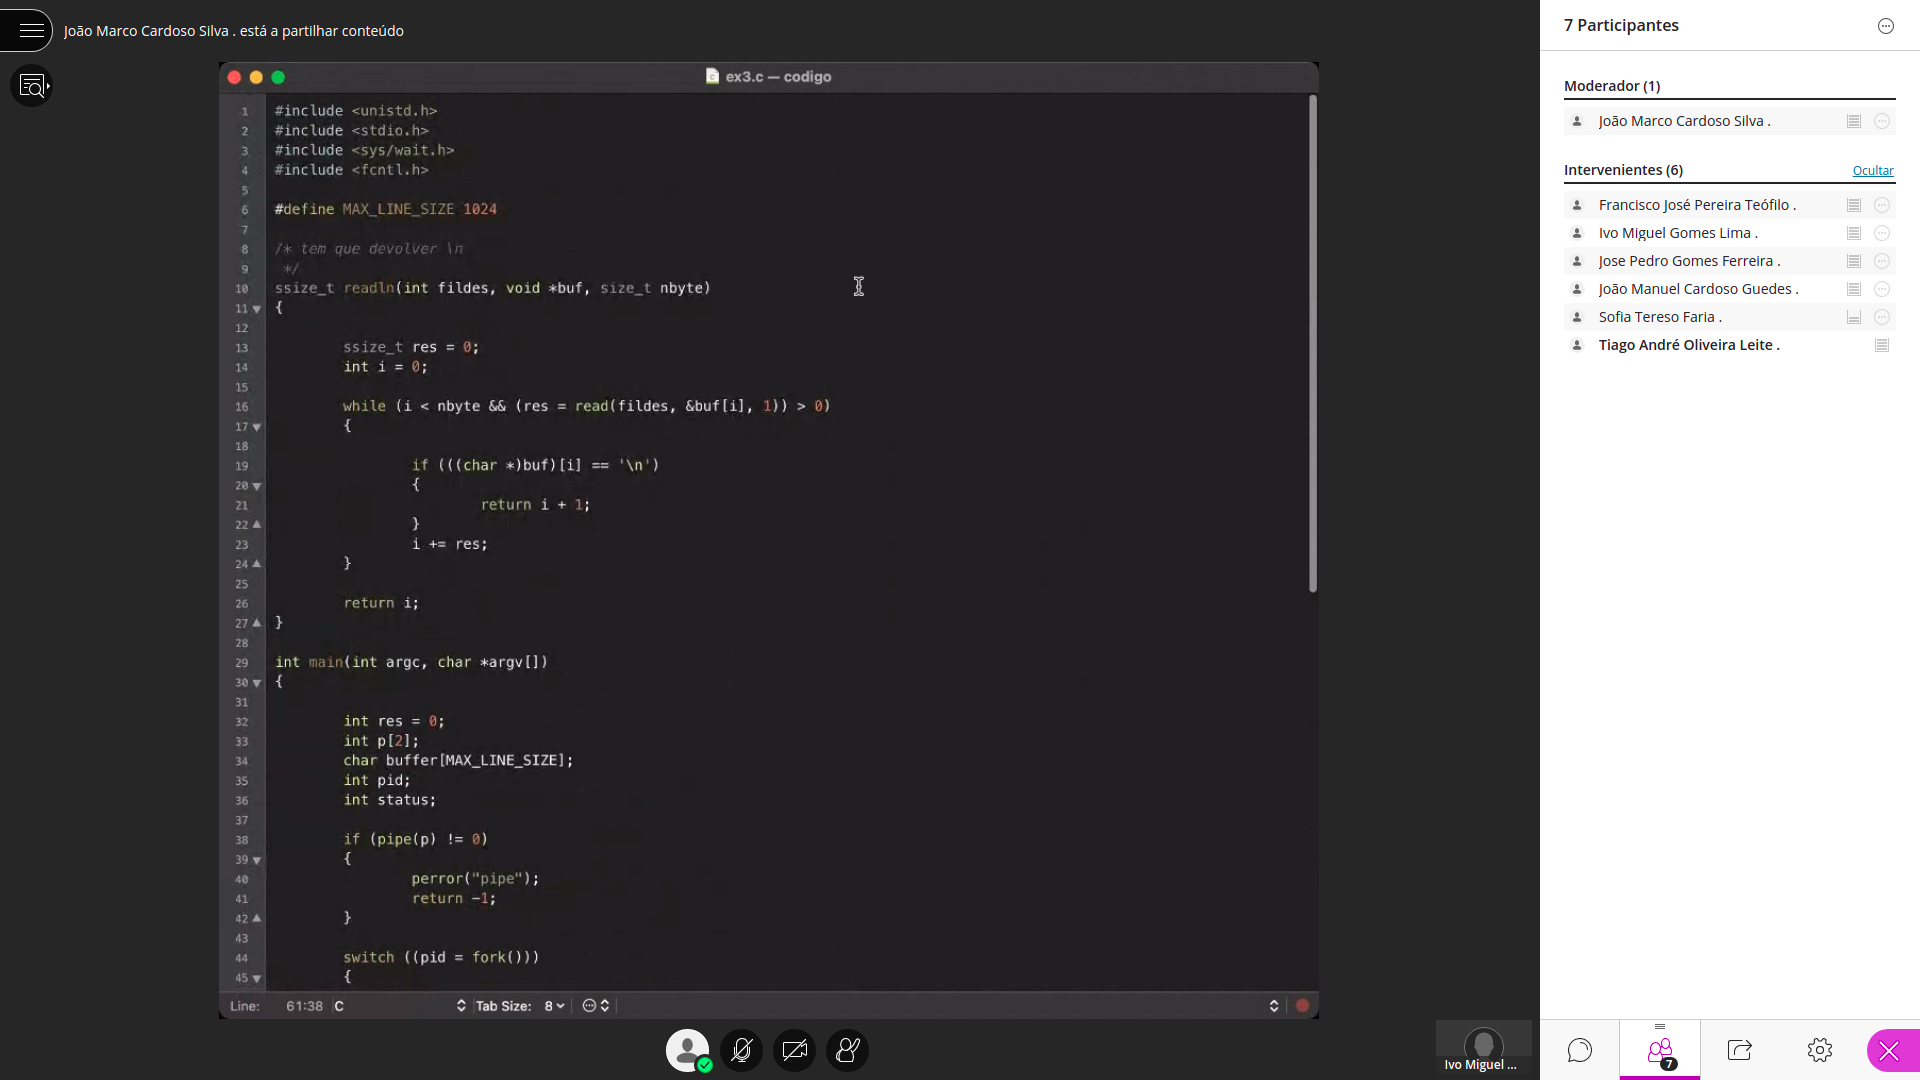 João Marco Cardoso Silva . está a partilhar conteúdo
ex3.c — codigo
1 #include <unistd.h>
2 #include <stdio.h>
3 #include <sys/wait.h>
4 #include <fcntl.h>
5
6 #define MAX_LINE_SIZE 1024
7
8 /* tem que devolver \n
9 */
10 ssize_t readln(int fildes, void *buf, size_t nbyte)
11 {
12
13 ssize_t res = 0;
14 int i = 0;
15
16 while (i < nbyte && (res = read(fildes, &buf[i], 1)) > 0)
17 {
18
19 if (((char *)buf)[i] == '\n')
20 {
21 return i + 1;
22 }
23 i += res;
24 }
25
26 return i;
27 }
28
29 int main(int argc, char *argv[])
30 {
31
32 int res = 0;
33 int p[2];
34 char buffer[MAX_LINE_SIZE];
35 int pid;
36 int status;
37
38 if (pipe(p) != 0)
39 {
40 perror("pipe");
41 return -1;
42 }
43
44 switch ((pid = fork()))
45 {
Line: 61:38 C Tab Size: 8
Ivo Miguel ...
7 Participantes
Moderador (1)
João Marco Cardoso Silva .
Intervenientes (6) Ocultar
Francisco José Pereira Teófilo .
Ivo Miguel Gomes Lima .
Jose Pedro Gomes Ferreira .
João Manuel Cardoso Guedes .
Sofia Tereso Faria .
Tiago André Oliveira Leite .
7